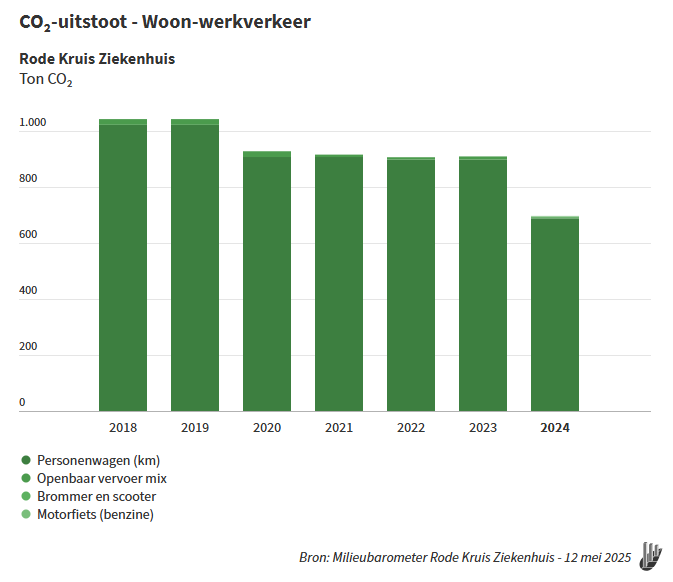 CO₂-uitstoot - Woon-werkverkeer
Rode Kruis Ziekenhuis
Ton CO₂
1.000
800
600
400
200
0
2018 2019 2020 2021 2022 2023 2024
Personenwagen (km)
Openbaar vervoer mix
Brommer en scooter
Motorfiets (benzine)
Bron: Milieubarometer Rode Kruis Ziekenhuis - 12 mei 2025